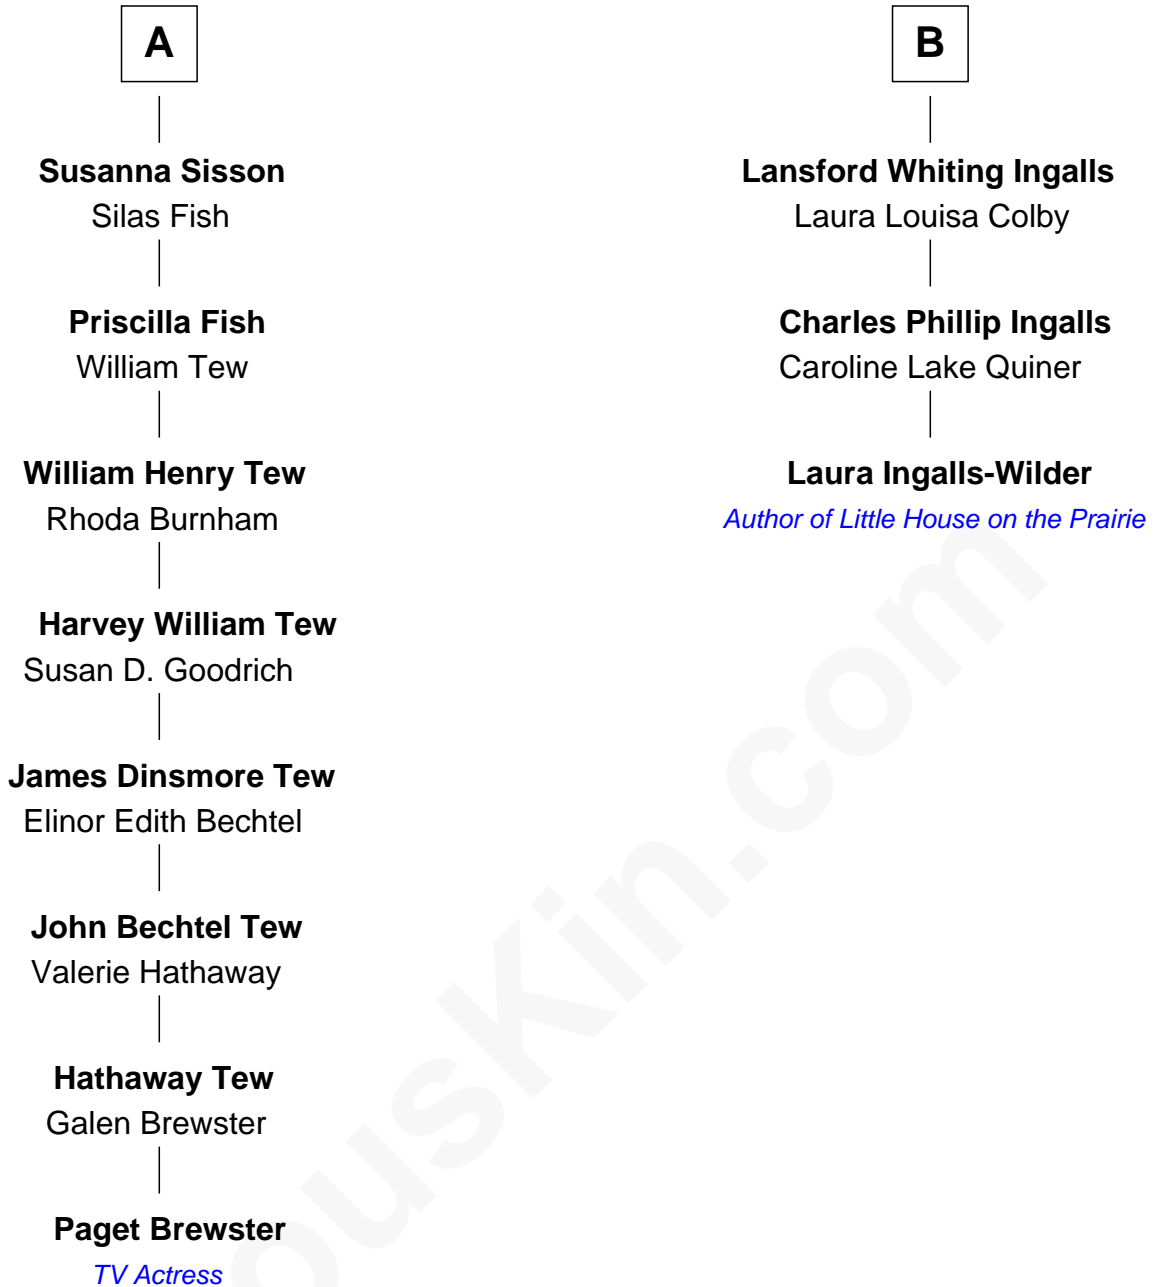 A
Susanna Sisson
Silas Fish
Priscilla Fish
William Tew
William Henry Tew
Rhoda Burnham
Harvey William Tew
Susan D. Goodrich
James Dinsmore Tew
Elinor Edith Bechtel
John Bechtel Tew
Valerie Hathaway
Hathaway Tew
Galen Brewster
Paget Brewster
TV Actress
B
Lansford Whiting Ingalls
Laura Louisa Colby
Charles Phillip Ingalls
Caroline Lake Quiner
Laura Ingalls-Wilder
Author of Little House on the Prairie
ousKin.com